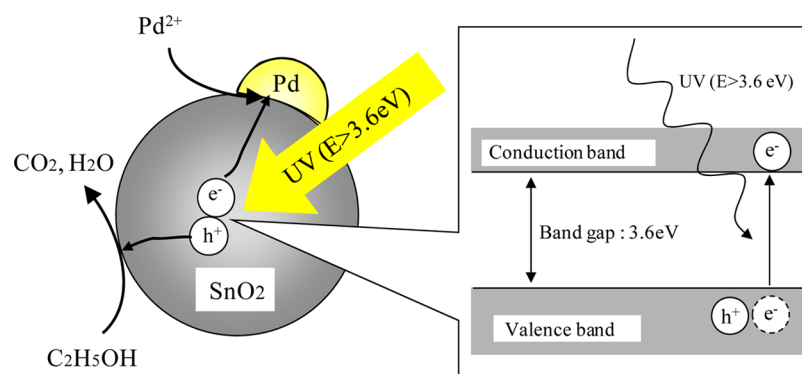 Pd²⁺
Pd
UV (E>3.6eV)
CO₂, H₂O
e⁻
h⁺
SnO₂
C₂H₅OH
UV (E>3.6 eV)
Conduction band
e⁻
Band gap : 3.6eV
Valence band
h⁺
e⁻